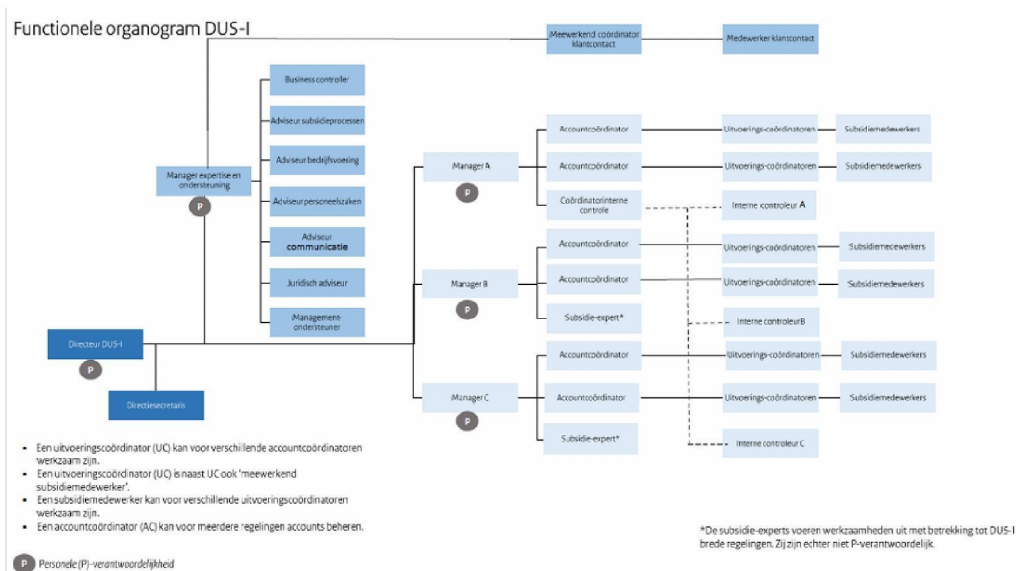 Functionele organogram DUS-I
Meewerkend coördinator
klantcontact
Medewerker klantcontact
Business controller
Adviseur subsidieprocessen
Adviseur bedrijfsvoering
Manager expertise en
ondersteuning
P
Adviseur personeelszaken
Adviseur
communicatie
Juridisch adviseur
Management-
ondersteuner
Directeur DUS-I
P
Directiesecretaris
Manager A
P
Accountcoördinator
Uitvoerings-coördinatoren
Subsidiemedewerkers
Accountcoördinator
Uitvoerings-coördinatoren
Subsidiemedewerkers
Coördinator interne
controle
Interne controleur A
Manager B
P
Accountcoördinator
Uitvoerings-coördinatoren
Subsidiemedewerkers
Accountcoördinator
Uitvoerings-coördinatoren
Subsidiemedewerkers
Subsidie-expert*
Interne controleur B
Manager C
P
Accountcoördinator
Uitvoerings-coördinatoren
Subsidiemedewerkers
Accountcoördinator
Uitvoerings-coördinatoren
Subsidiemedewerkers
Subsidie-expert*
Interne controleur C
• Een uitvoeringscoördinator (UC) kan voor verschillende accountcoördinatoren
werkzaam zijn.
• Een uitvoeringscoördinator (UC) is naast UC ook 'meewerkend
subsidiemedewerker'.
• Een subsidiemedewerker kan voor verschillende uitvoeringscoördinatoren
werkzaam zijn.
• Een accountcoördinator (AC) kan voor meerdere regelingen accounts beheren.
P Personele (P)-verantwoordelijkheid
*De subsidie-experts voeren werkzaamheden uit met betrekking tot DUS-I
brede regelingen. Zij zijn echter niet P-verantwoordelijk.